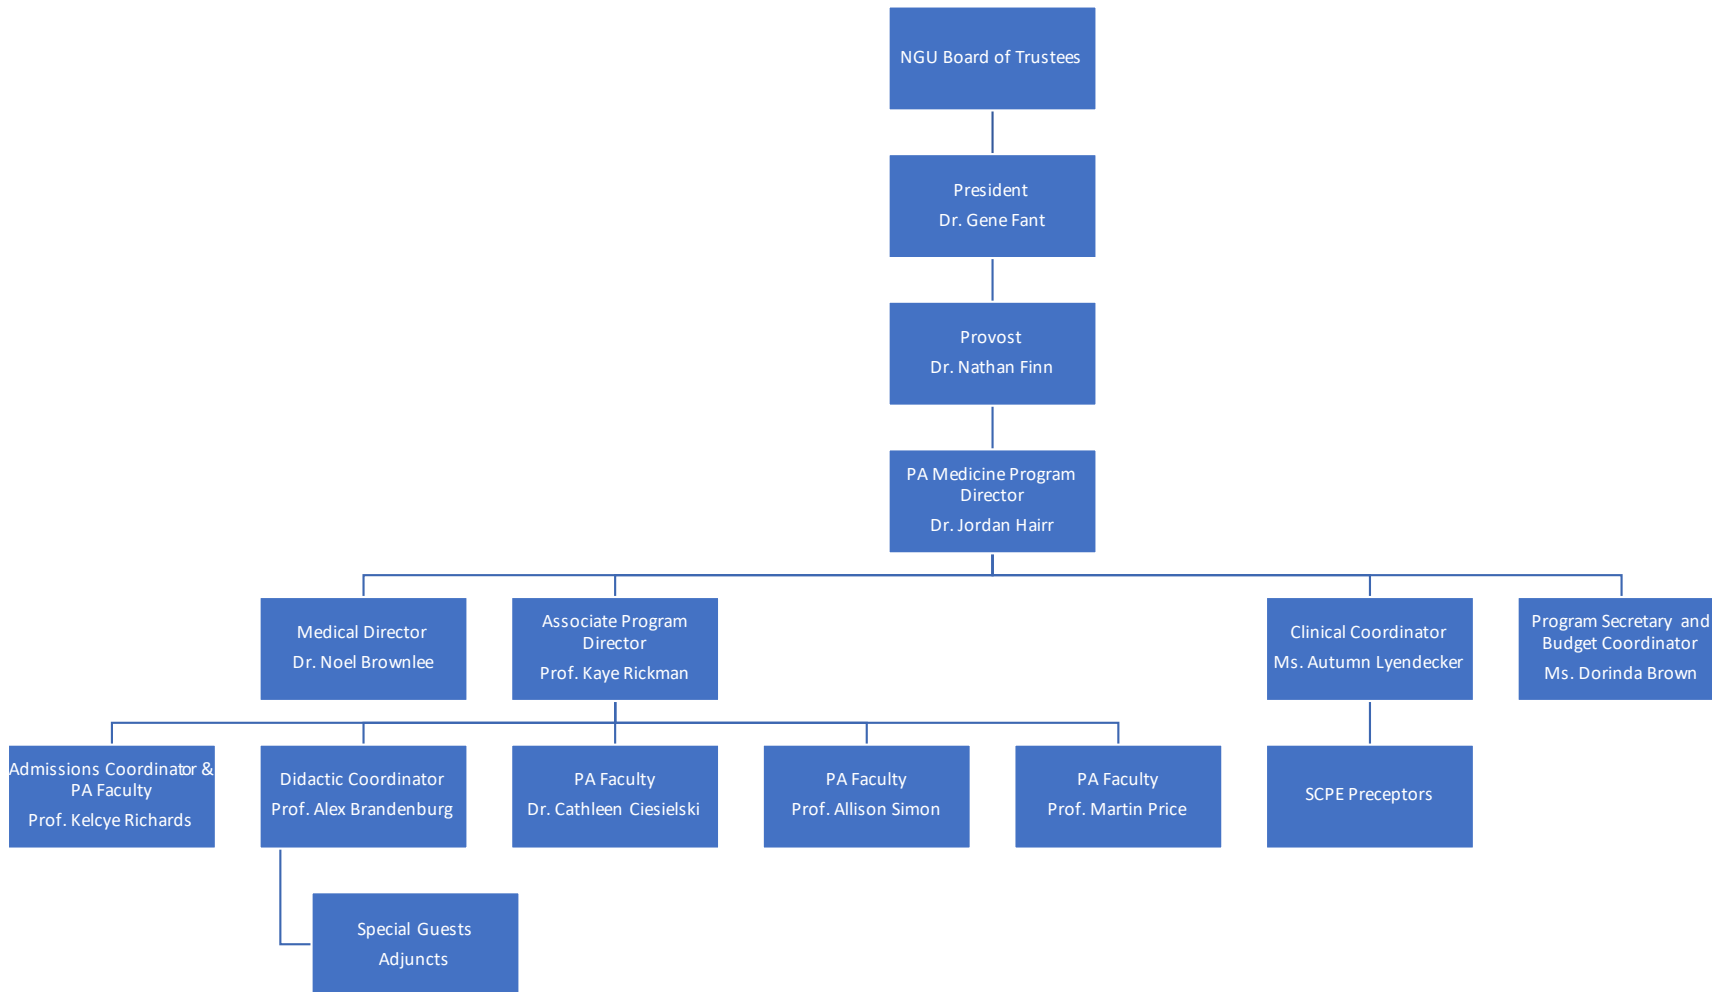 NGU Board of Trustees
President
Dr. Gene Fant
Provost
Dr. Nathan Finn
PA Medicine Program
Director
Dr. Jordan Hairr
Medical Director
Dr. Noel Brownlee
Associate Program
Director
Prof. Kaye Rickman
Clinical Coordinator
Ms. Autumn Lyendecker
Program Secretary and
Budget Coordinator
Ms. Dorinda Brown
Admissions Coordinator &
PA Faculty
Prof. Kelcye Richards
Didactic Coordinator
Prof. Alex Brandenburg
PA Faculty
Dr. Cathleen Ciesielski
PA Faculty
Prof. Allison Simon
PA Faculty
Prof. Martin Price
SCPE Preceptors
Special Guests
Adjuncts